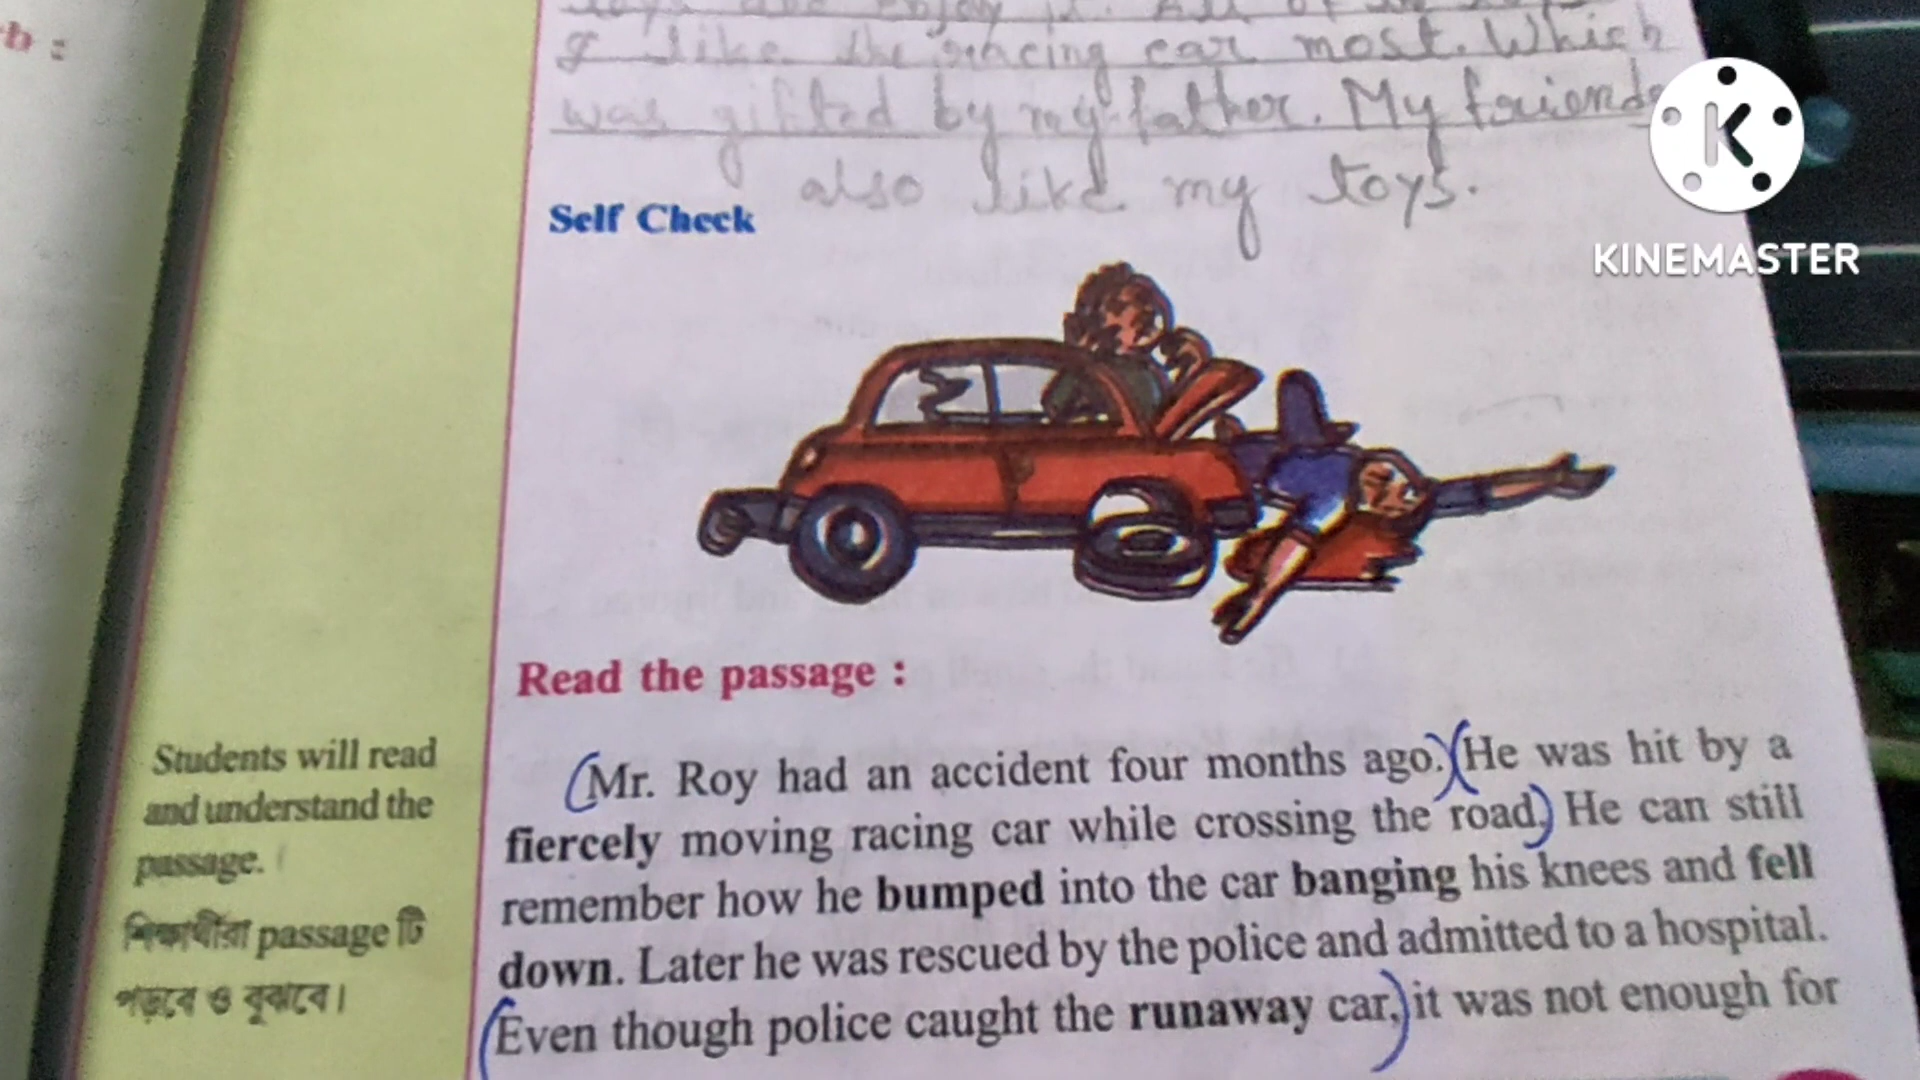 b :
I like the racing car most. Which
was gifted by my father. My friends
also like my toys.
KINEMASTER
Self Check
Read the passage :
Students will read
and understand the
passage.
শিক্ষার্থীরা passage টি
পড়বে ও বুঝবে।
(Mr. Roy had an accident four months ago.) (He was hit by a
fiercely moving racing car while crossing the road.) He can still
remember how he bumped into the car banging his knees and fell
down. Later he was rescued by the police and admitted to a hospital.
(Even though police caught the runaway car,) it was not enough for